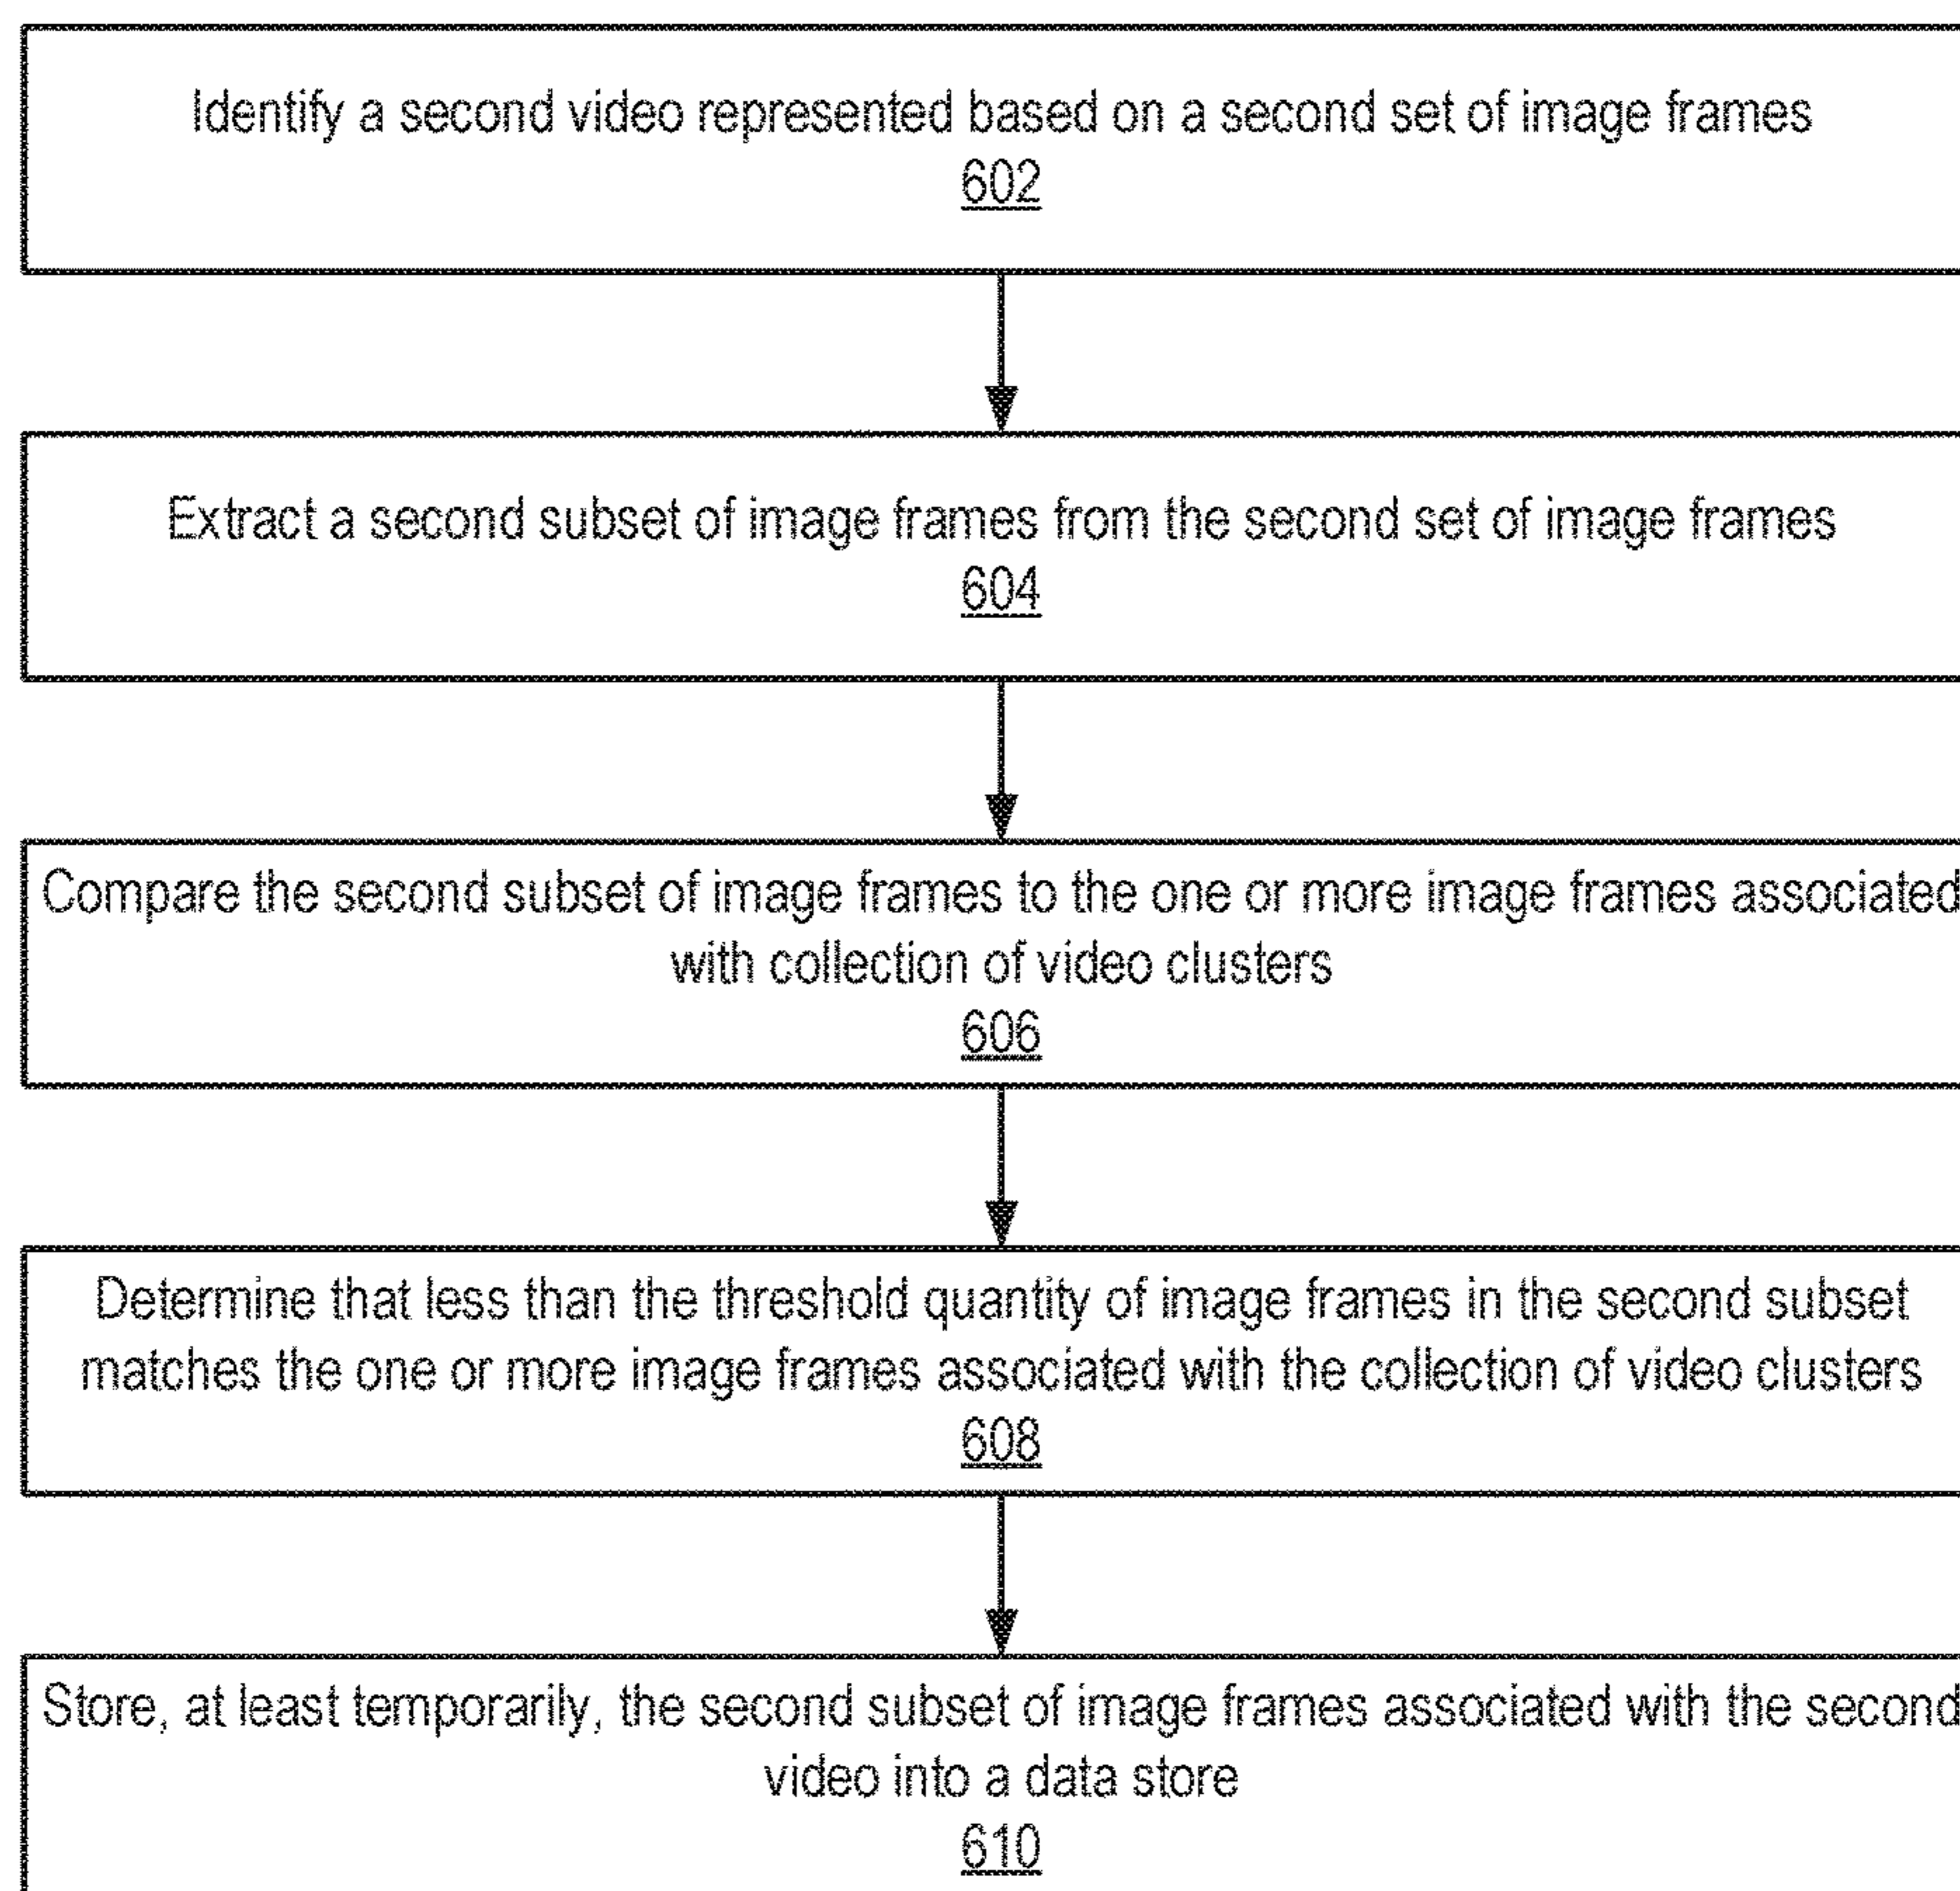 Identify a second video represented based on a second set of image frames
602
Extract a second subset of image frames from the second set of image frames
604
Compare the second subset of image frames to the one or more image frames associated
with collection of video clusters
606
Determine that less than the threshold quantity of image frames in the second subset
matches the one or more image frames associated with the collection of video clusters
608
Store, at least temporarily, the second subset of image frames associated with the second
video into a data store
610